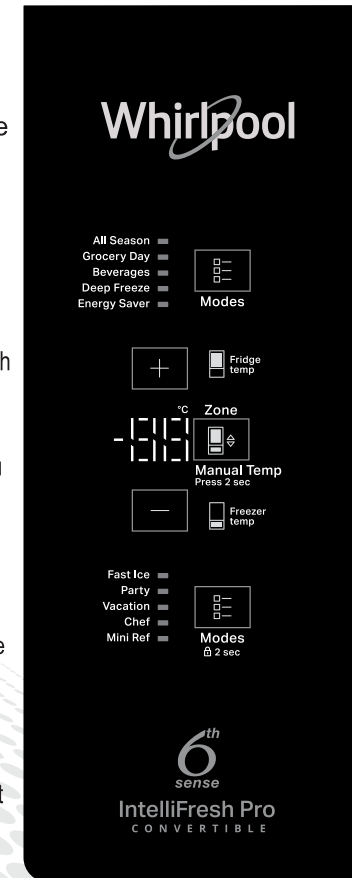 Whirlpool
All Season
Grocery Day
Beverages
Deep Freeze
Energy Saver
Modes
+
Fridge
temp
°C
Zone
Manual Temp
Press 2 sec
−
Freezer
temp
Fast Ice
Party
Vacation
Chef
Mini Ref
Modes
2 sec
6th
sense
IntelliFresh Pro
CONVERTIBLE